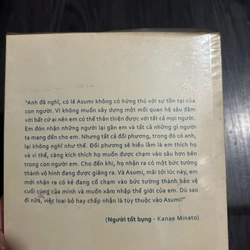 "Anh đã nghĩ, có lẽ Asumi không có hứng thú với sự tồn tại của
con người. Vì không muốn xây dựng một mối quan hệ sâu đậm
với bất cứ ai nên em có thể thân thiện được với tất cả mọi người.
Em đón nhận những người lại gần em và tất cả những gì người
ta mang đến cho em. Nhưng tất cả đối phương, trong đó có anh,
lại không nghĩ như thế. Đối phương sẽ hiểu lầm là em thích họ
và vì thế, càng kích thích họ muốn được chạm vào sâu hơn bên
trong con người em. Cho đến khi, họ nhận ra có một bức tường
thành vô hình đang được giăng ra. Và Asumi, mãi tới lúc này, em
mới nhận ra có kẻ đang cố chạm vào bức tường thành bảo vệ
cuối cùng của mình và muốn xâm nhập thế giới của em. Dù sao
đi nữa, việc loại bỏ hay chấp nhận là tùy thuộc vào Asumi!"
(Người tốt bụng - Kanae Minato)